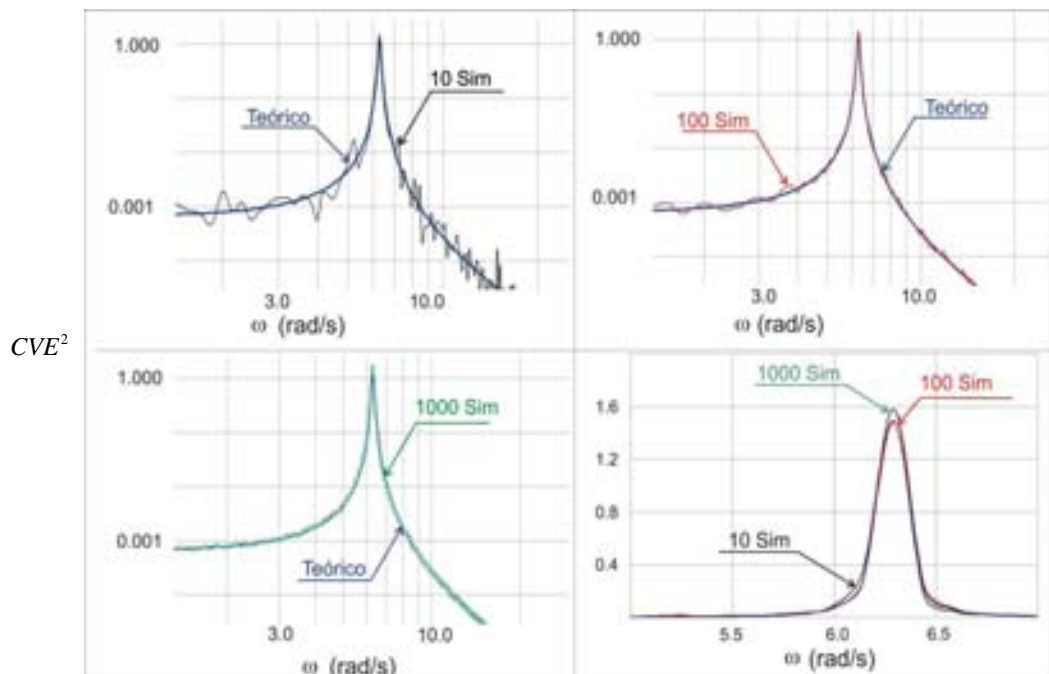 1.000
10 Sim
Teórico
0.001
3.0 10.0
ω (rad/s)
1.000
100 Sim
Teórico
0.001
3.0 10.0
ω (rad/s)
CVE²
1.000
1000 Sim
0.001
Teórico
3.0 10.0
ω (rad/s)
1000 Sim
100 Sim
1.6
1.2
0.8
10 Sim
0.4
5.5 6.0 6.5
ω (rad/s)